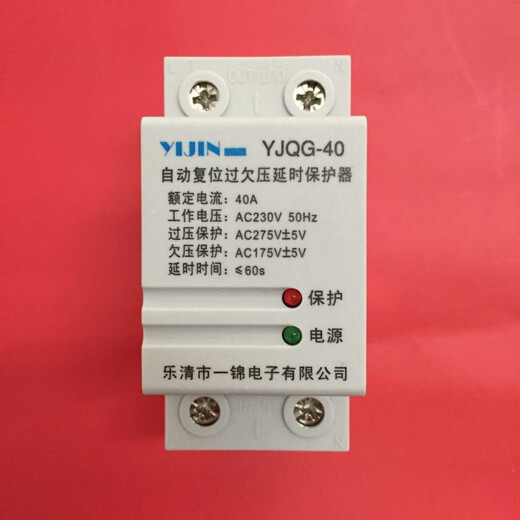 L N
YIJIN YJQG-40
自动复位过欠压延时保护器
额定电流: 40A
工作电压: AC230V 50Hz
过压保护: AC275V±5V
欠压保护: AC175V±5V
延时时间: ≤60s
保护
电源
乐清市一锦电子有限公司
N